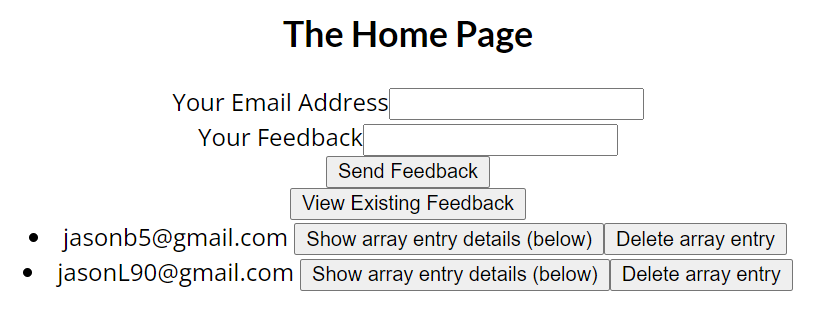 The Home Page
Your Email Address
Your Feedback
Send Feedback
View Existing Feedback
jasonb5@gmail.com Show array entry details (below) Delete array entry
jasonL90@gmail.com Show array entry details (below) Delete array entry